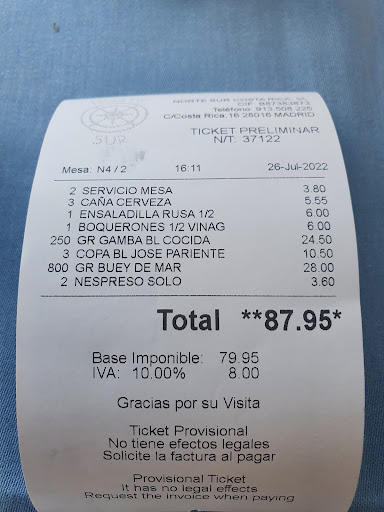 SUR
NORTE SUR COSTA RICA, SL
CIF: B87383873
Teléfono: 913 508 225
C/Costa Rica,16 28016 MADRID
TICKET PRELIMINAR
N/T: 37122
Mesa: N4 / 2 16:11 26-Jul-2022
2 SERVICIO MESA 3.80
3 CAÑA CERVEZA 5.55
1 ENSALADILLA RUSA 1/2 6.00
1 BOQUERONES 1/2 VINAG 6.00
250 GR GAMBA BL COCIDA 24.50
3 COPA BL JOSE PARIENTE 10.50
800 GR BUEY DE MAR 28.00
2 NESPRESO SOLO 3.60
Total **87.95*
Base Imponible: 79.95
IVA: 10.00% 8.00
Gracias por su Visita
Ticket Provisional
No tiene efectos legales
Solicite la factura al pagar
Provisional Ticket
It has no legal effects
Request the invoice when paying